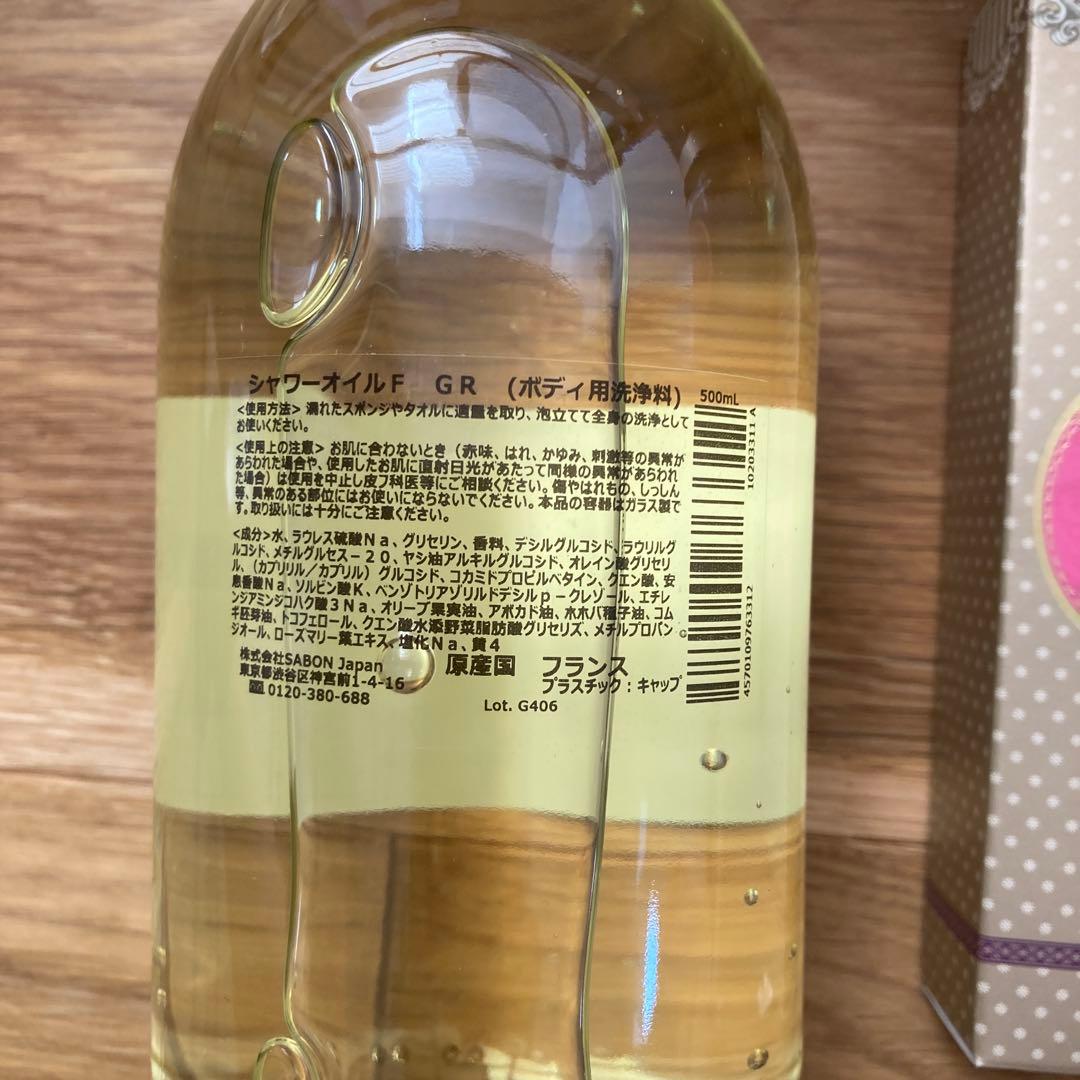 シャワーオイルF GR (ボディ用洗浄料) 500mL
<使用方法> 濡れたスポンジやタオルに適量を取り、泡立てて全身の洗浄として
お使いください。
<使用上の注意> お肌に合わないとき（赤味、はれ、かゆみ、刺激等の異常が
あらわれた場合や、使用したお肌に直射日光があたって同様の異常があらわれ
た場合）は使用を中止し皮フ科医等にご相談ください。傷やはれもの、しっしん
等、異常のある部位にはお使いにならないでください。本品の容器はガラス製で
す。取り扱いには十分にご注意ください。
<成分>水、ラウレス硫酸Ｎａ、グリセリン、香料、デシルグルコシド、ラウリルグ
ルコシド、メチルグルセス－２０、ヤシ油アルキルグルコシド、オレイン酸グリセリ
ル、（カプリリル／カプリル）グルコシド、コカミドプロピルベタイン、クエン酸、安
息香酸Ｎａ、ソルビン酸Ｋ、ベンゾトリアゾリルドデシルｐ－クレゾール、エチレ
ンジアミンジコハク酸３Ｎａ、オリーブ果実油、アボカド油、ホホバ種子油、コム
ギ胚芽油、トコフェロール、クエン酸水添野菜脂肪酸グリセリズ、メチルプロパン
ジオール、ローズマリー葉エキス、塩化Ｎａ、黄４
株式会社SABON Japan
東京都渋谷区神宮前1-4-16
0120-380-688
原産国 フランス
プラスチック：キャップ
Lot. G406
10203311A
4570109763312